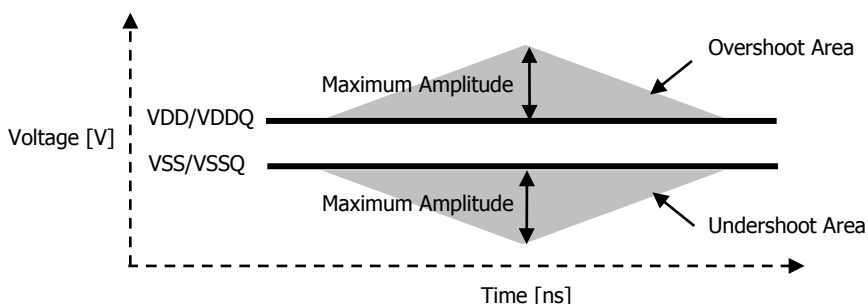 Overshoot Area
Maximum Amplitude
VDD/VDDQ
Voltage [V]
VSS/VSSQ
Maximum Amplitude
Undershoot Area
Time [ns]